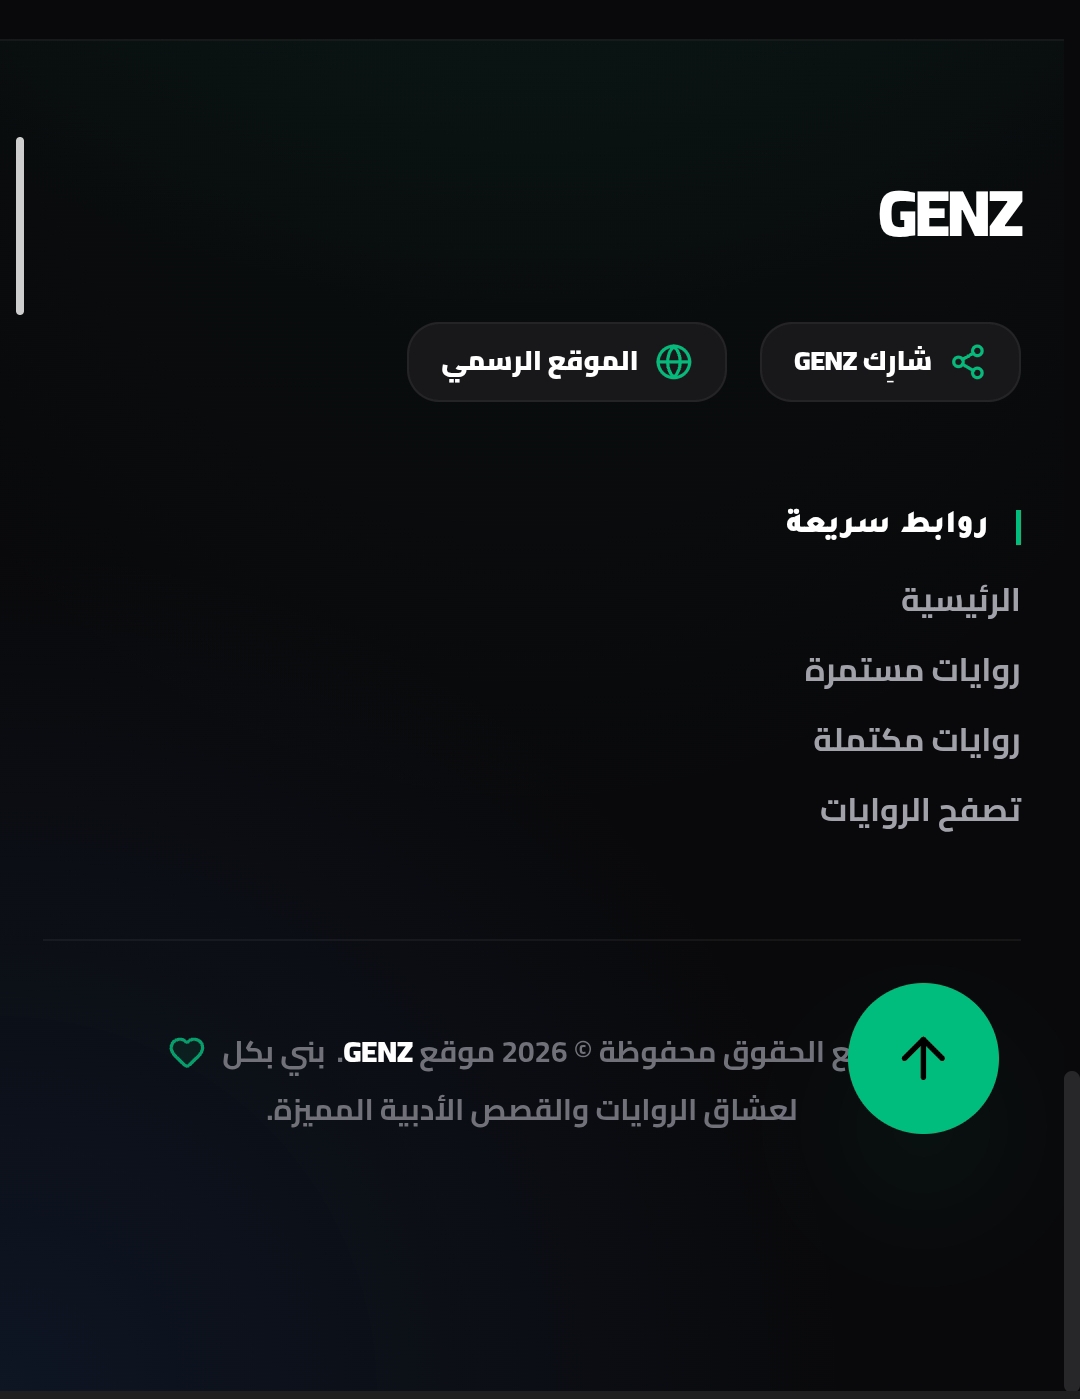 GENZ
شارِك GENZ
الموقع الرسمي
روابط سريعة
الرئيسية
روايات مستمرة
روايات مكتملة
تصفح الروايات
الحقوق محفوظة © 2026 موقع GENZ. بني بكل
لعشاق الروايات والقصص الأدبية المميزة.